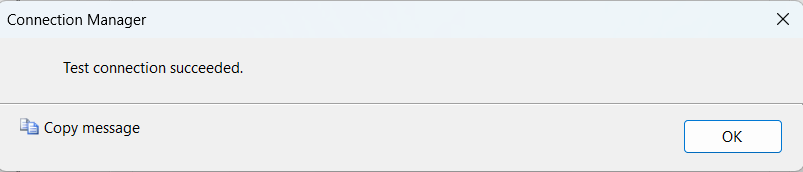 Connection Manager
Test connection succeeded.
Copy message
OK